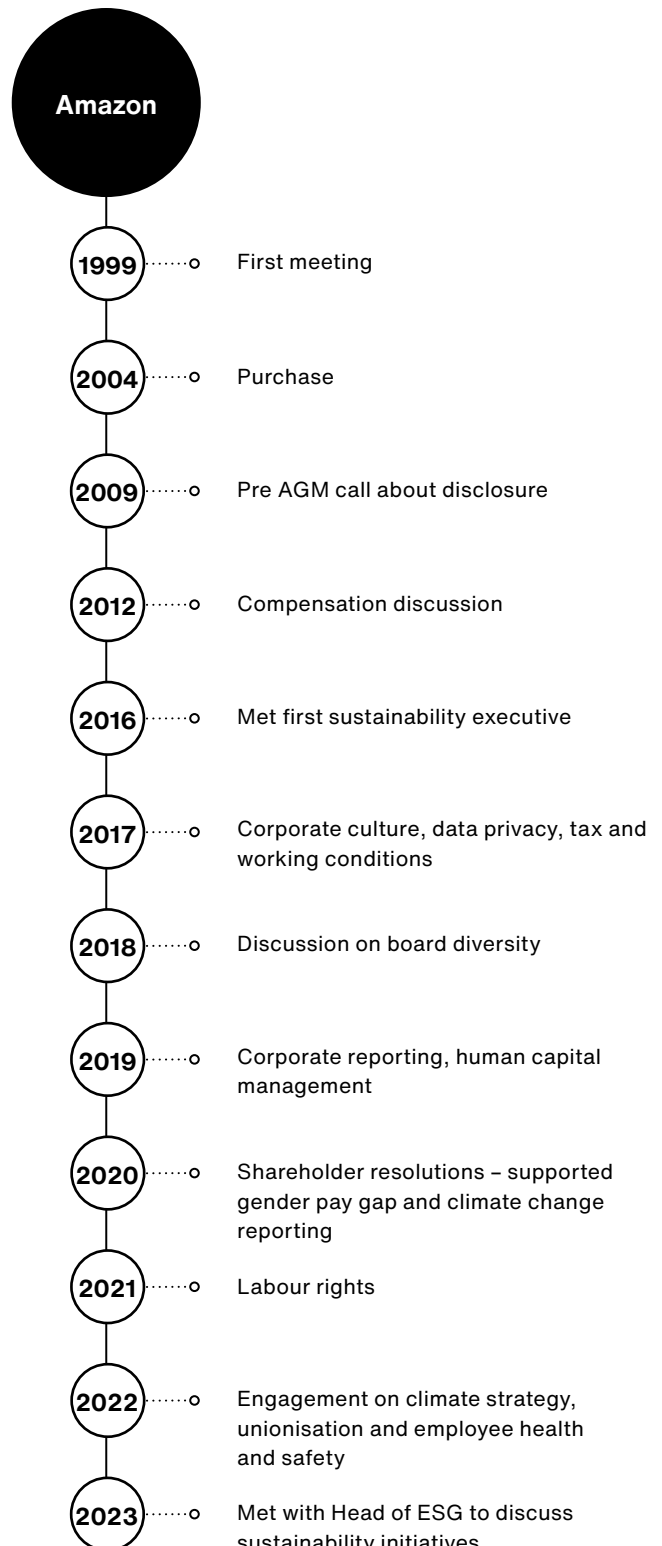 Amazon
1999
First meeting
2004
Purchase
2009
Pre AGM call about disclosure
2012
Compensation discussion
2016
Met first sustainability executive
2017
Corporate culture, data privacy, tax and
working conditions
2018
Discussion on board diversity
2019
Corporate reporting, human capital
management
2020
Shareholder resolutions – supported
gender pay gap and climate change
reporting
2021
Labour rights
2022
Engagement on climate strategy,
unionisation and employee health
and safety
2023
Met with Head of ESG to discuss
sustainability initiatives